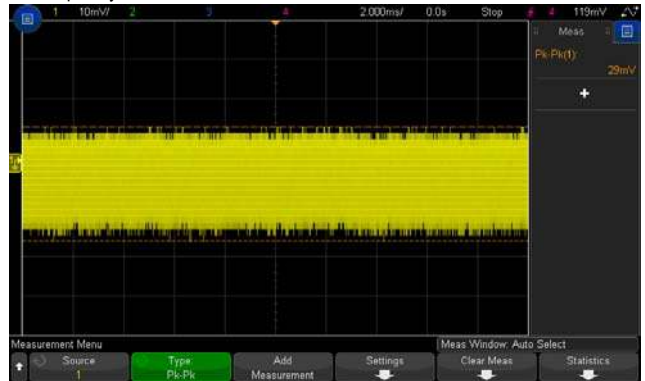 1 10mV/ 2 3 4 2.000ms/ 0.0s Stop 4 119mV
Meas
Pk-Pk(1):
29mV
+
Measurement Menu Meas Window: Auto Select
Source Type: Add Settings Clear Meas Statistics
1 Pk-Pk Measurement